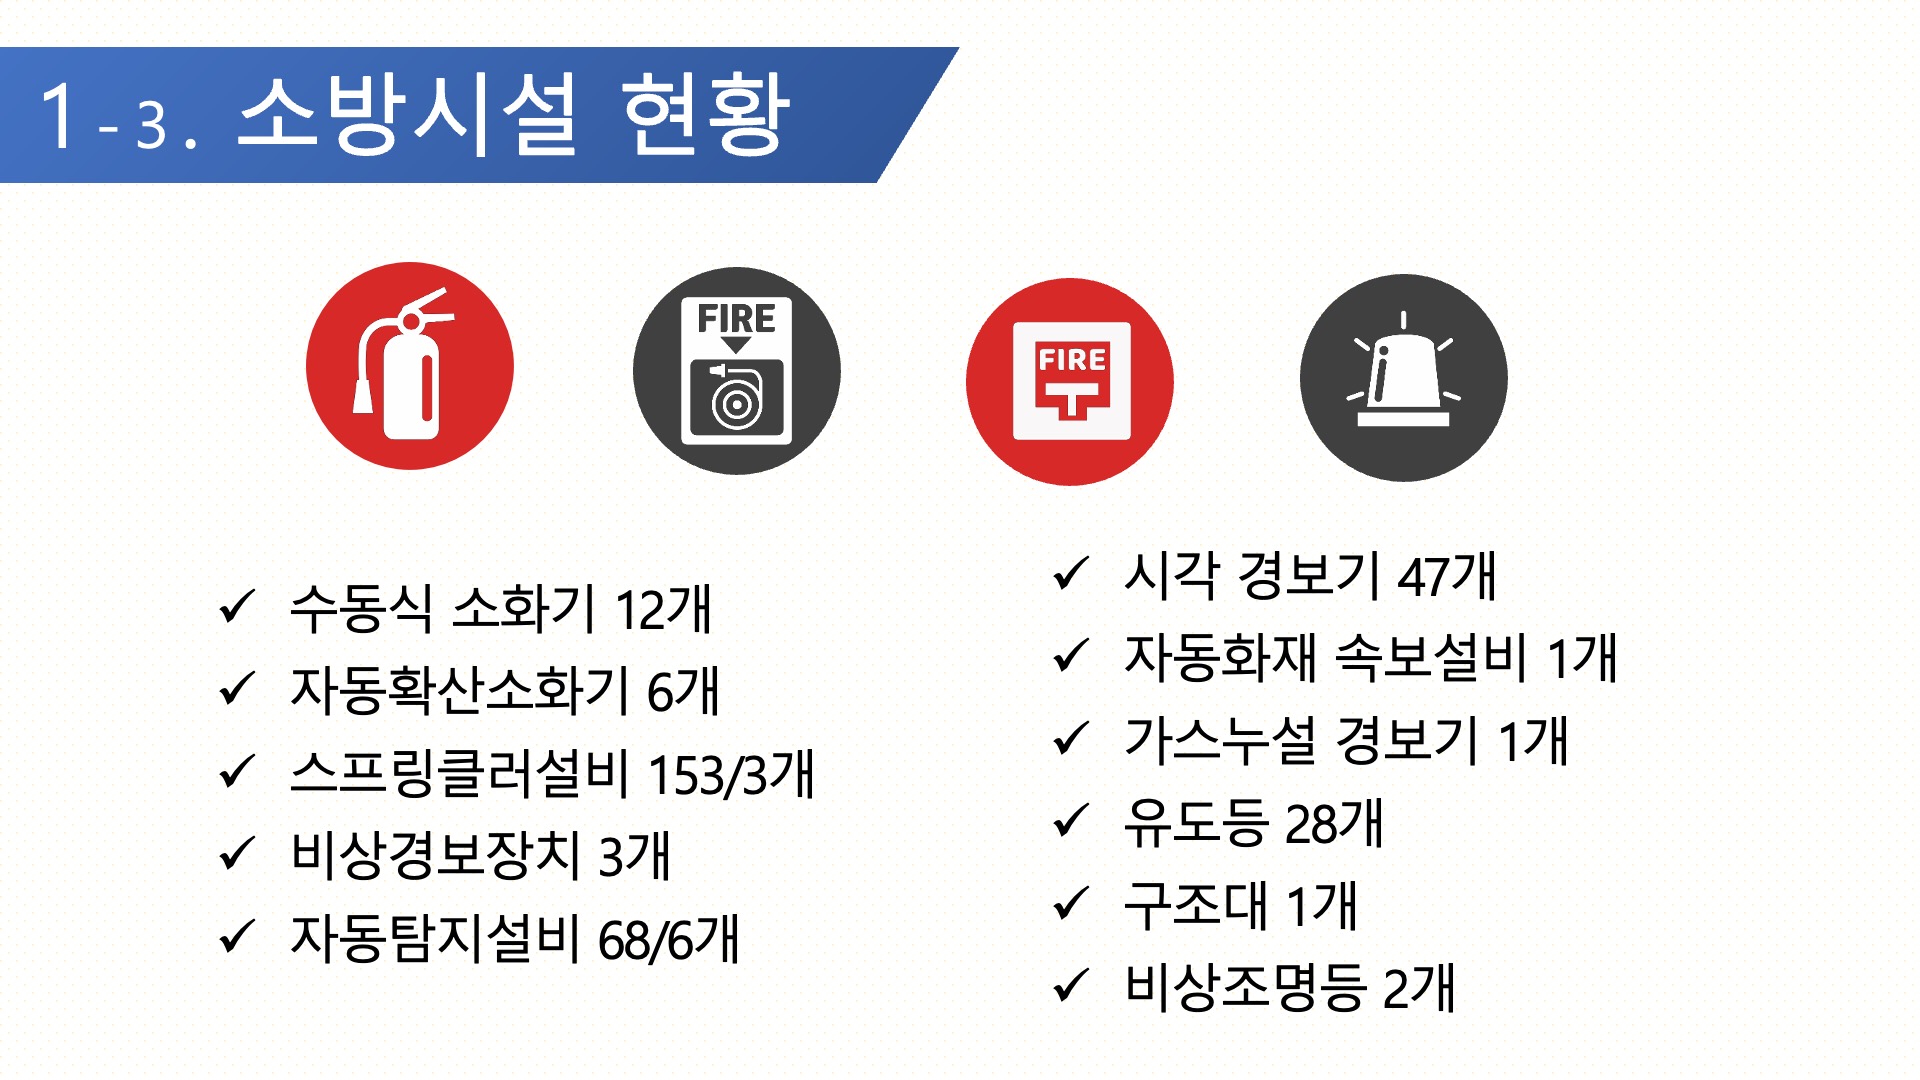 1-3. 소방시설 현황
FIRE
FIRE
✓ 수동식 소화기 12개
✓ 자동확산소화기 6개
✓ 스프링클러설비 153/3개
✓ 비상경보장치 3개
✓ 자동탐지설비 68/6개
✓ 시각 경보기 47개
✓ 자동화재 속보설비 1개
✓ 가스누설 경보기 1개
✓ 유도등 28개
✓ 구조대 1개
✓ 비상조명등 2개